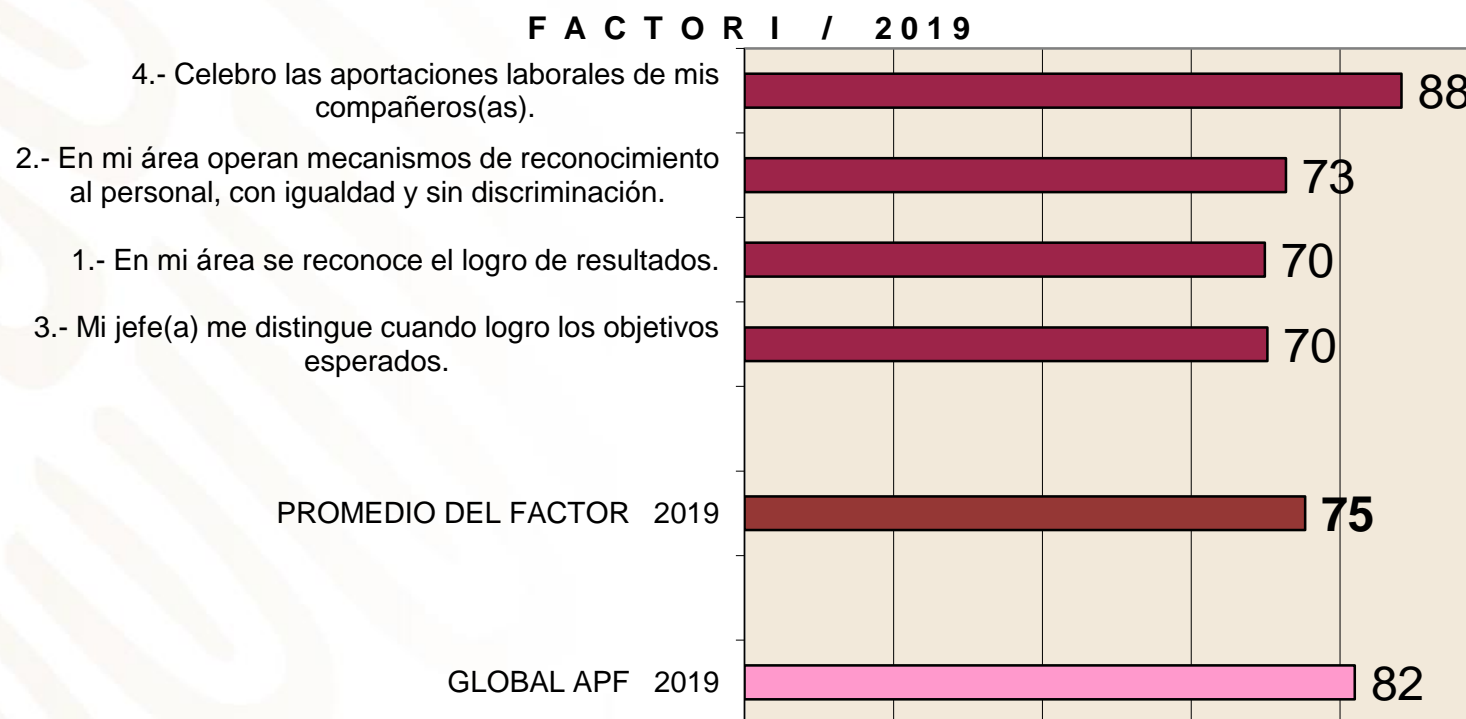 F A C T O R I / 2019
4.- Celebro las aportaciones laborales de mis
compañeros(as).
88
2.- En mi área operan mecanismos de reconocimiento
al personal, con igualdad y sin discriminación.
73
1.- En mi área se reconoce el logro de resultados.
70
3.- Mi jefe(a) me distingue cuando logro los objetivos
esperados.
70
PROMEDIO DEL FACTOR 2019
75
GLOBAL APF 2019
82